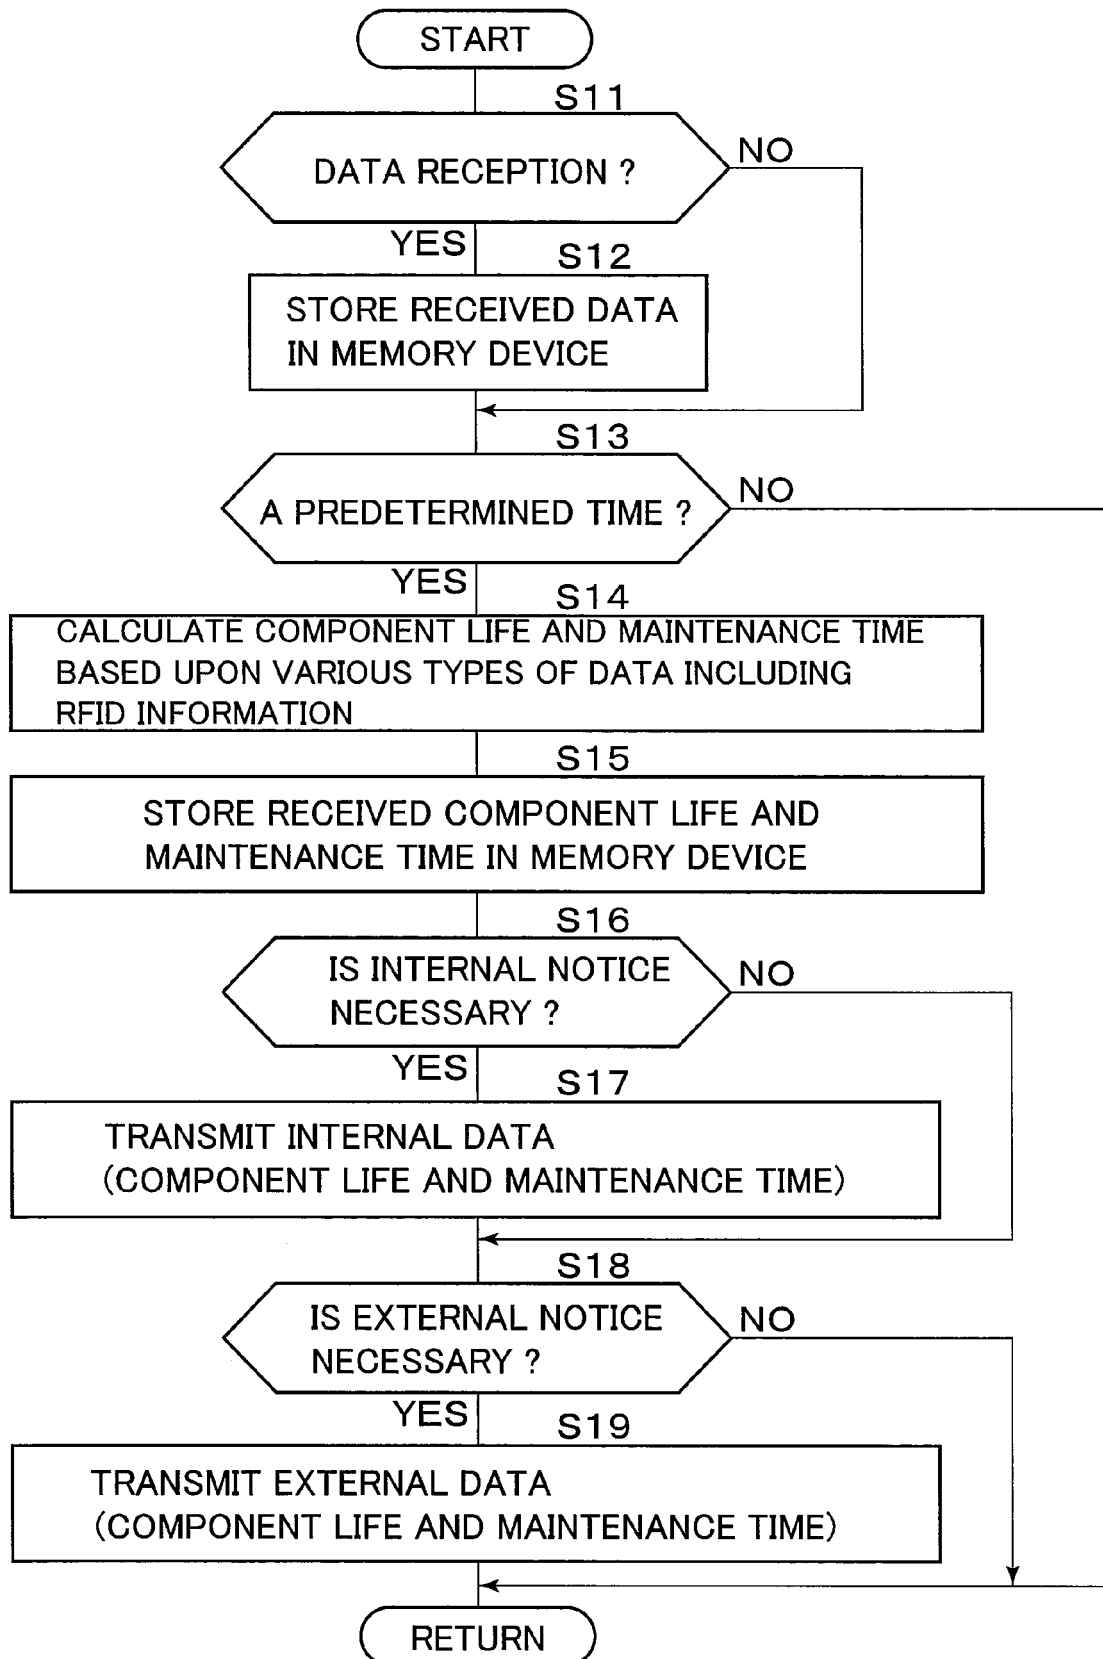 START
S11
DATA RECEPTION ?
NO
YES
S12
STORE RECEIVED DATA
IN MEMORY DEVICE
S13
A PREDETERMINED TIME ?
NO
YES
S14
CALCULATE COMPONENT LIFE AND MAINTENANCE TIME
BASED UPON VARIOUS TYPES OF DATA INCLUDING
RFID INFORMATION
S15
STORE RECEIVED COMPONENT LIFE AND
MAINTENANCE TIME IN MEMORY DEVICE
S16
IS INTERNAL NOTICE
NECESSARY ?
NO
YES
S17
TRANSMIT INTERNAL DATA
(COMPONENT LIFE AND MAINTENANCE TIME)
S18
IS EXTERNAL NOTICE
NECESSARY ?
NO
YES
S19
TRANSMIT EXTERNAL DATA
(COMPONENT LIFE AND MAINTENANCE TIME)
RETURN